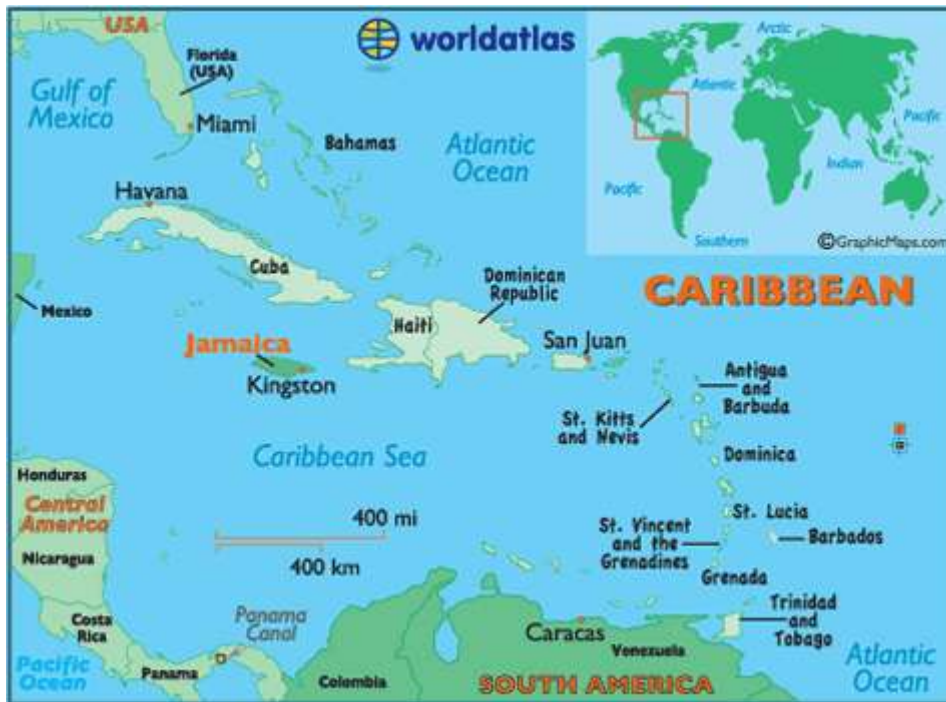 USA
worldatlas
Arctic
Florida
(USA)
Gulf of
Mexico
Atlantic
Miami
Pacific
Bahamas
Atlantic
Ocean
Indian
Havana
Pacific
Southern
©GraphicMaps.com
Cuba
Dominican
Republic
CARIBBEAN
Mexico
Haiti
Jamaica
San Juan
Kingston
Antigua
and
Barbuda
St. Kitts
and Nevis
Caribbean Sea
Dominica
Honduras
Central
America
400 mi
St. Lucia
St. Vincent
and the
Grenadines
Barbados
Nicaragua
400 km
Grenada
Trinidad
and
Tobago
Costa
Rica
Panama
Canal
Caracas
Venezuela
Pacific
Ocean
Panama
Colombia
SOUTH AMERICA
Atlantic
Ocean